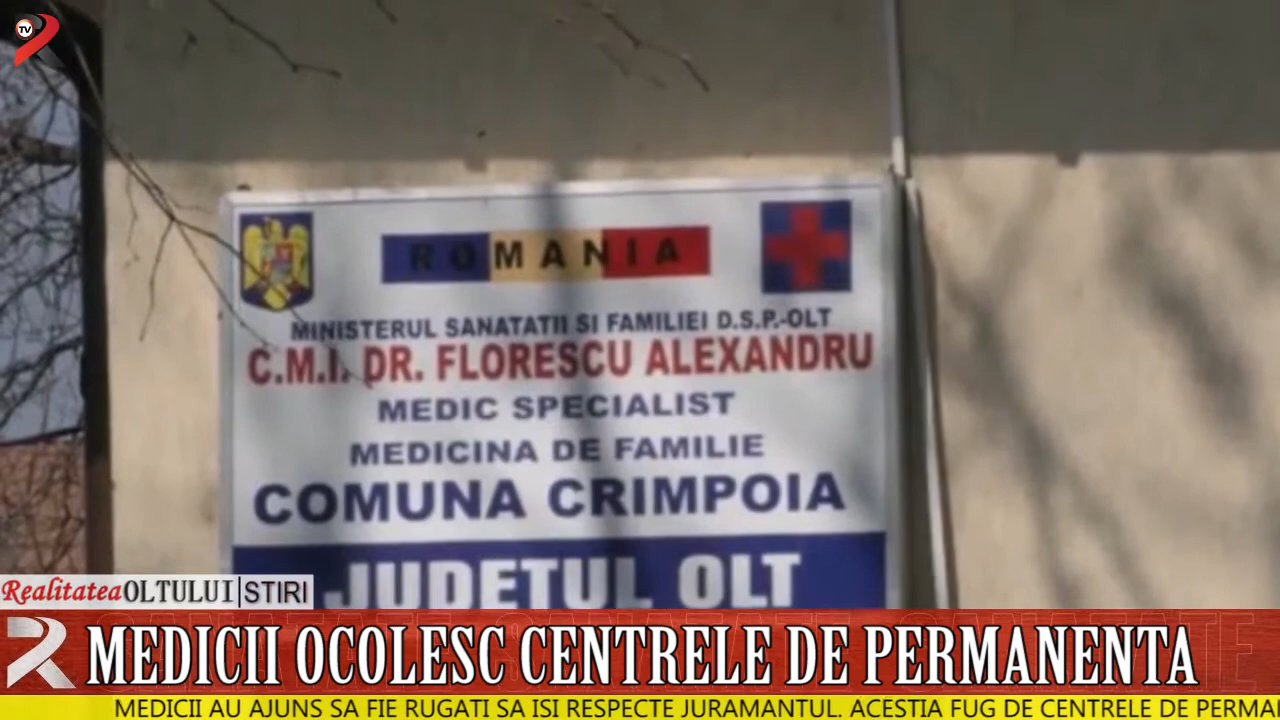 TV
ROMANIA
MINISTERUL SANATATII SI FAMILIEI D.S.P.-OLT
C.M.I. DR. FLORESCU ALEXANDRU
MEDIC SPECIALIST
MEDICINA DE FAMILIE
COMUNA CRIMPOIA
JUDETUL OLT
RealitateaOLTULUI|STIRI
MEDICII OCOLESC CENTRELE DE PERMANENTA
MEDICII AU AJUNS SA FIE RUGATI SA ISI RESPECTE JURAMANTUL. ACESTIA FUG DE CENTRELE DE PERMA